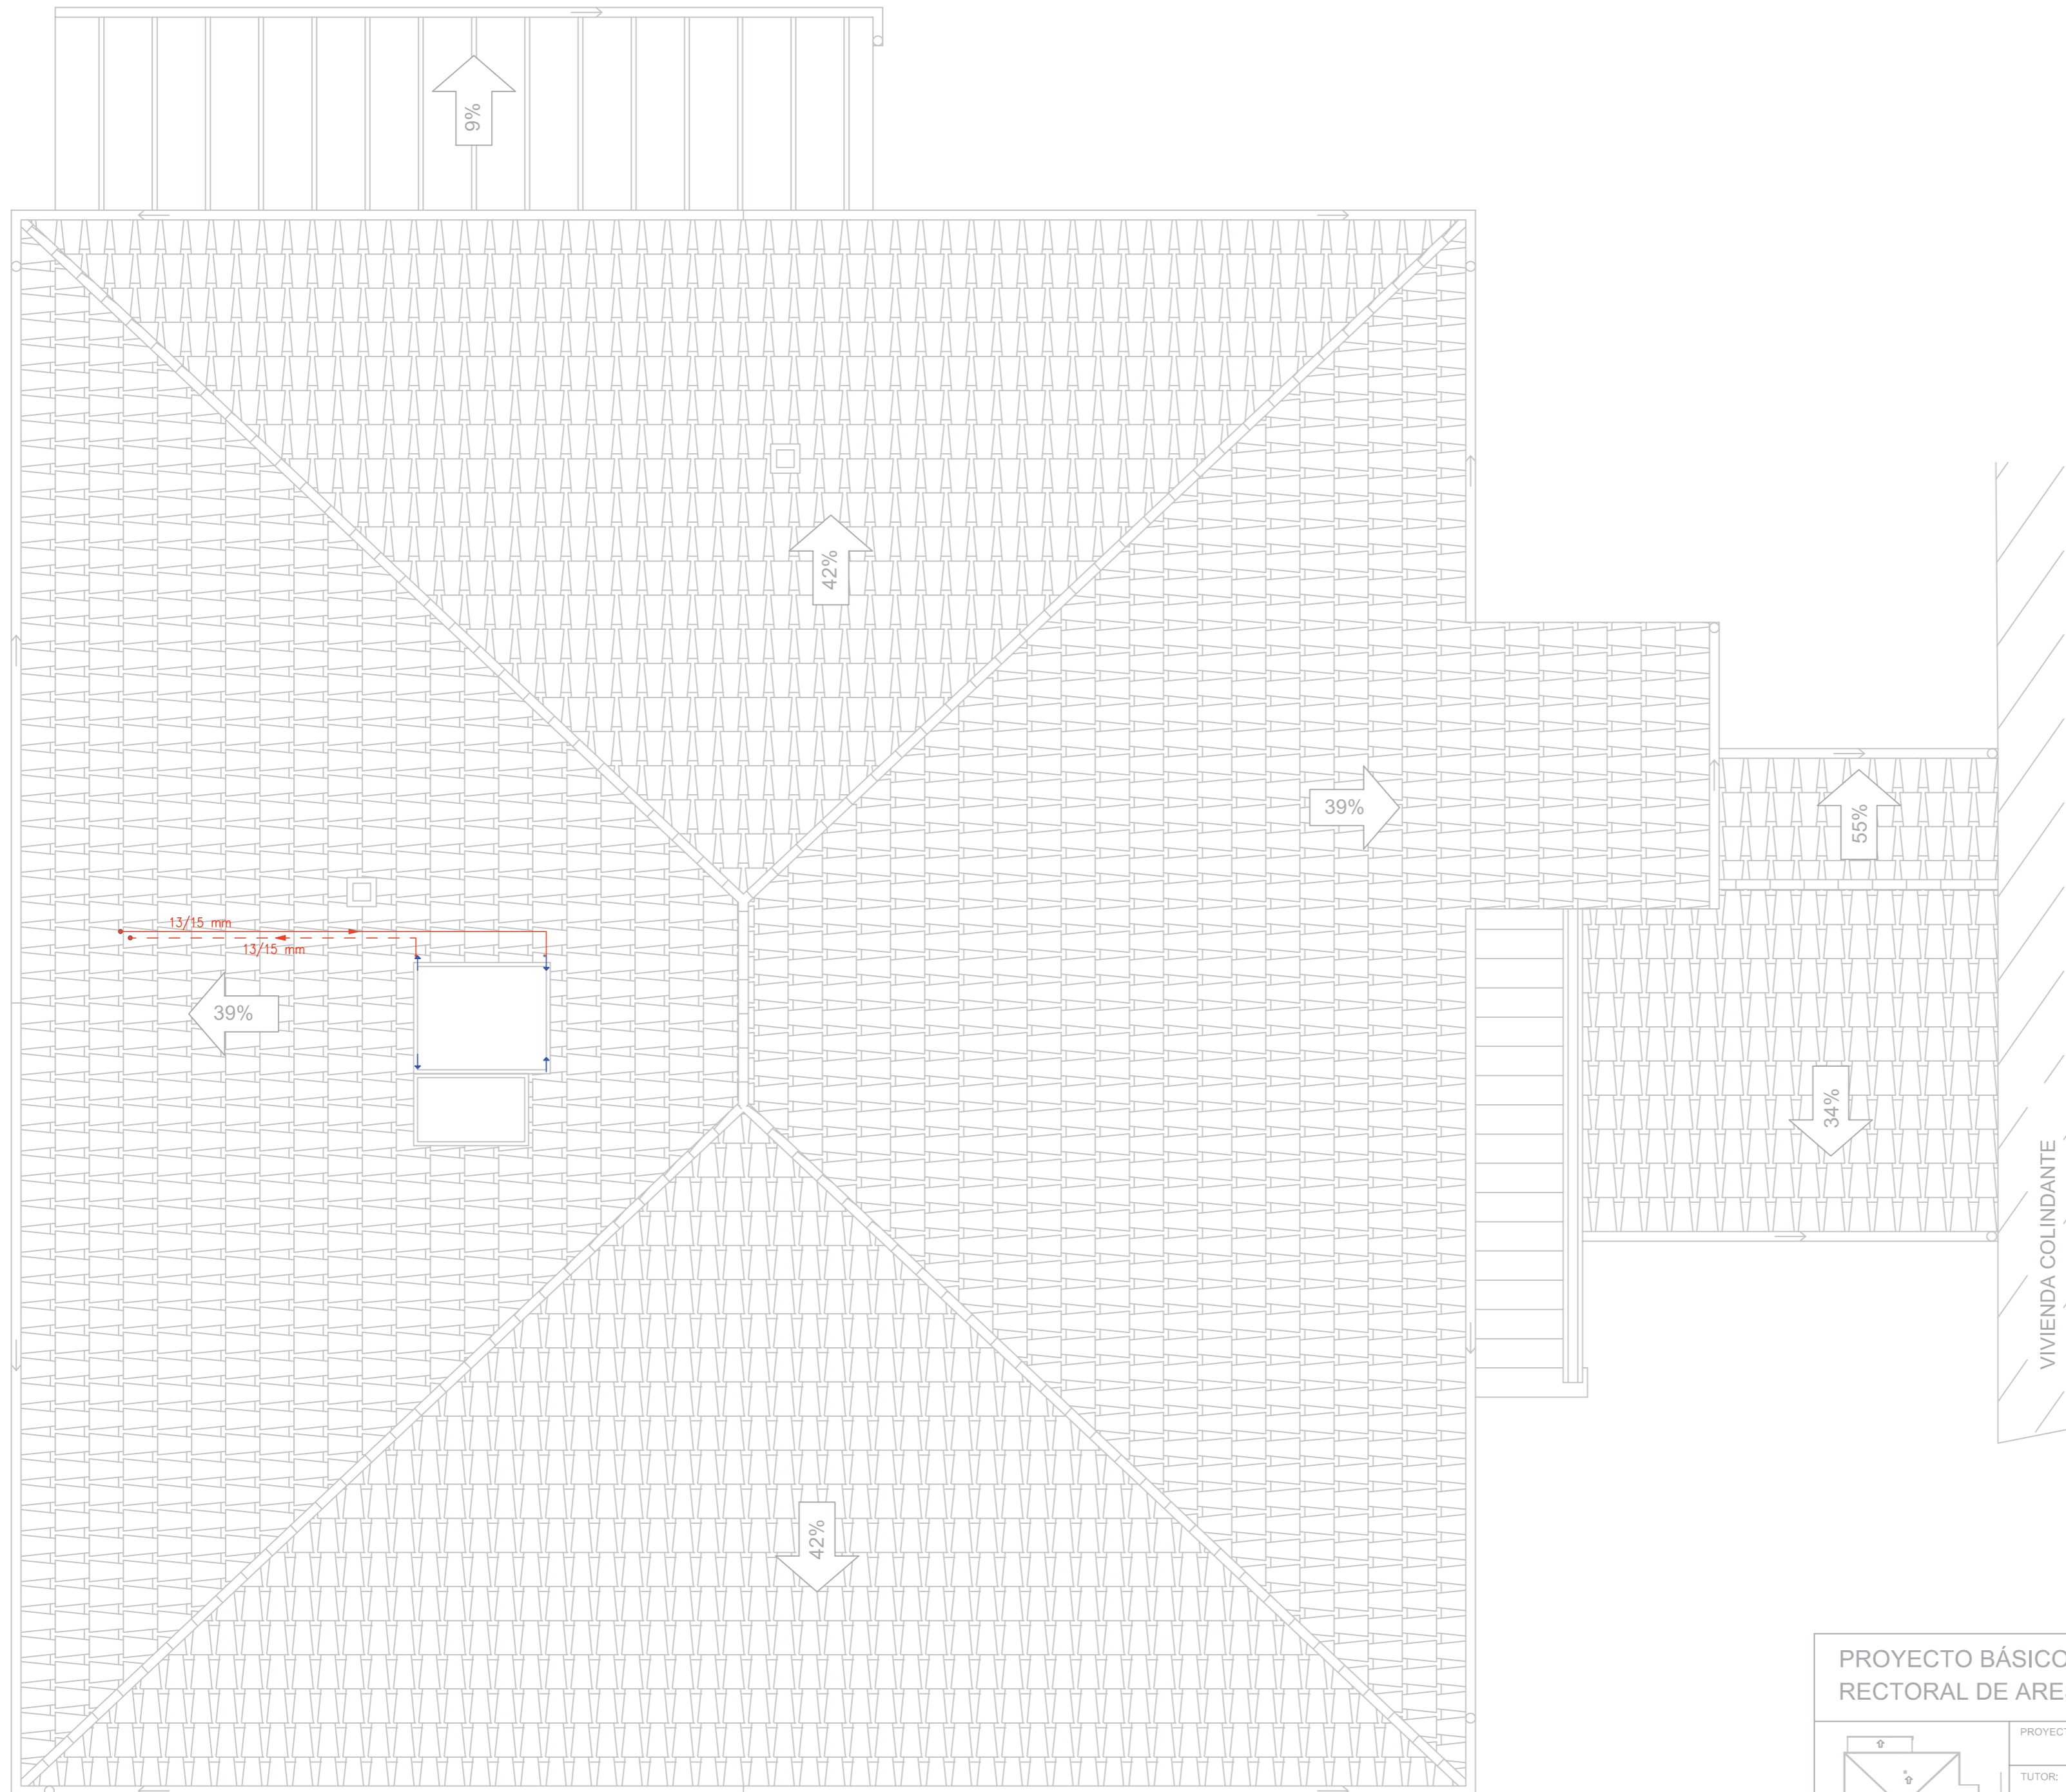 9%
42%
39%
55%
13/15 mm
13/15 mm
39%
34%
VIVIENDA COLINDANTE
42%
PROYECTO BÁSICO
RECTORAL DE ARE
PROYECT
TUTOR: